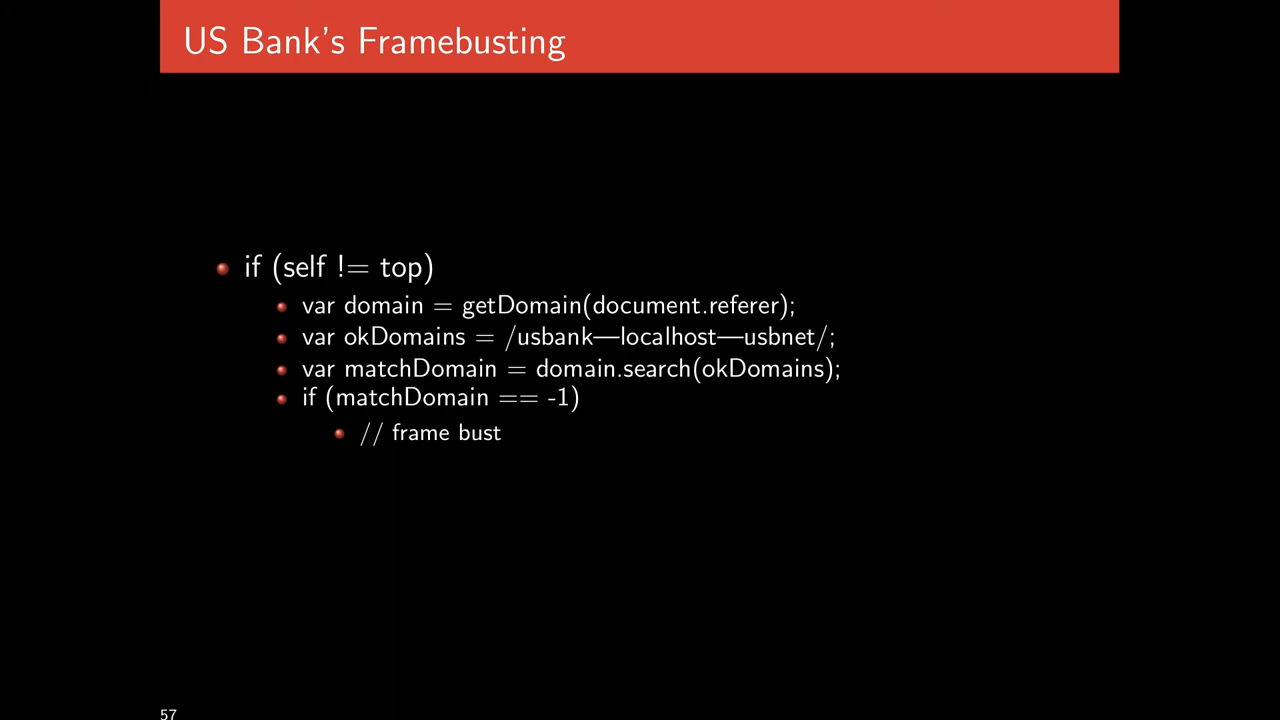 US Bank's Framebusting
if (self != top)
var domain = getDomain(document.referer);
var okDomains = /usbank—localhost—usbnet/;
var matchDomain = domain.search(okDomains);
if (matchDomain == -1)
// frame bust
57